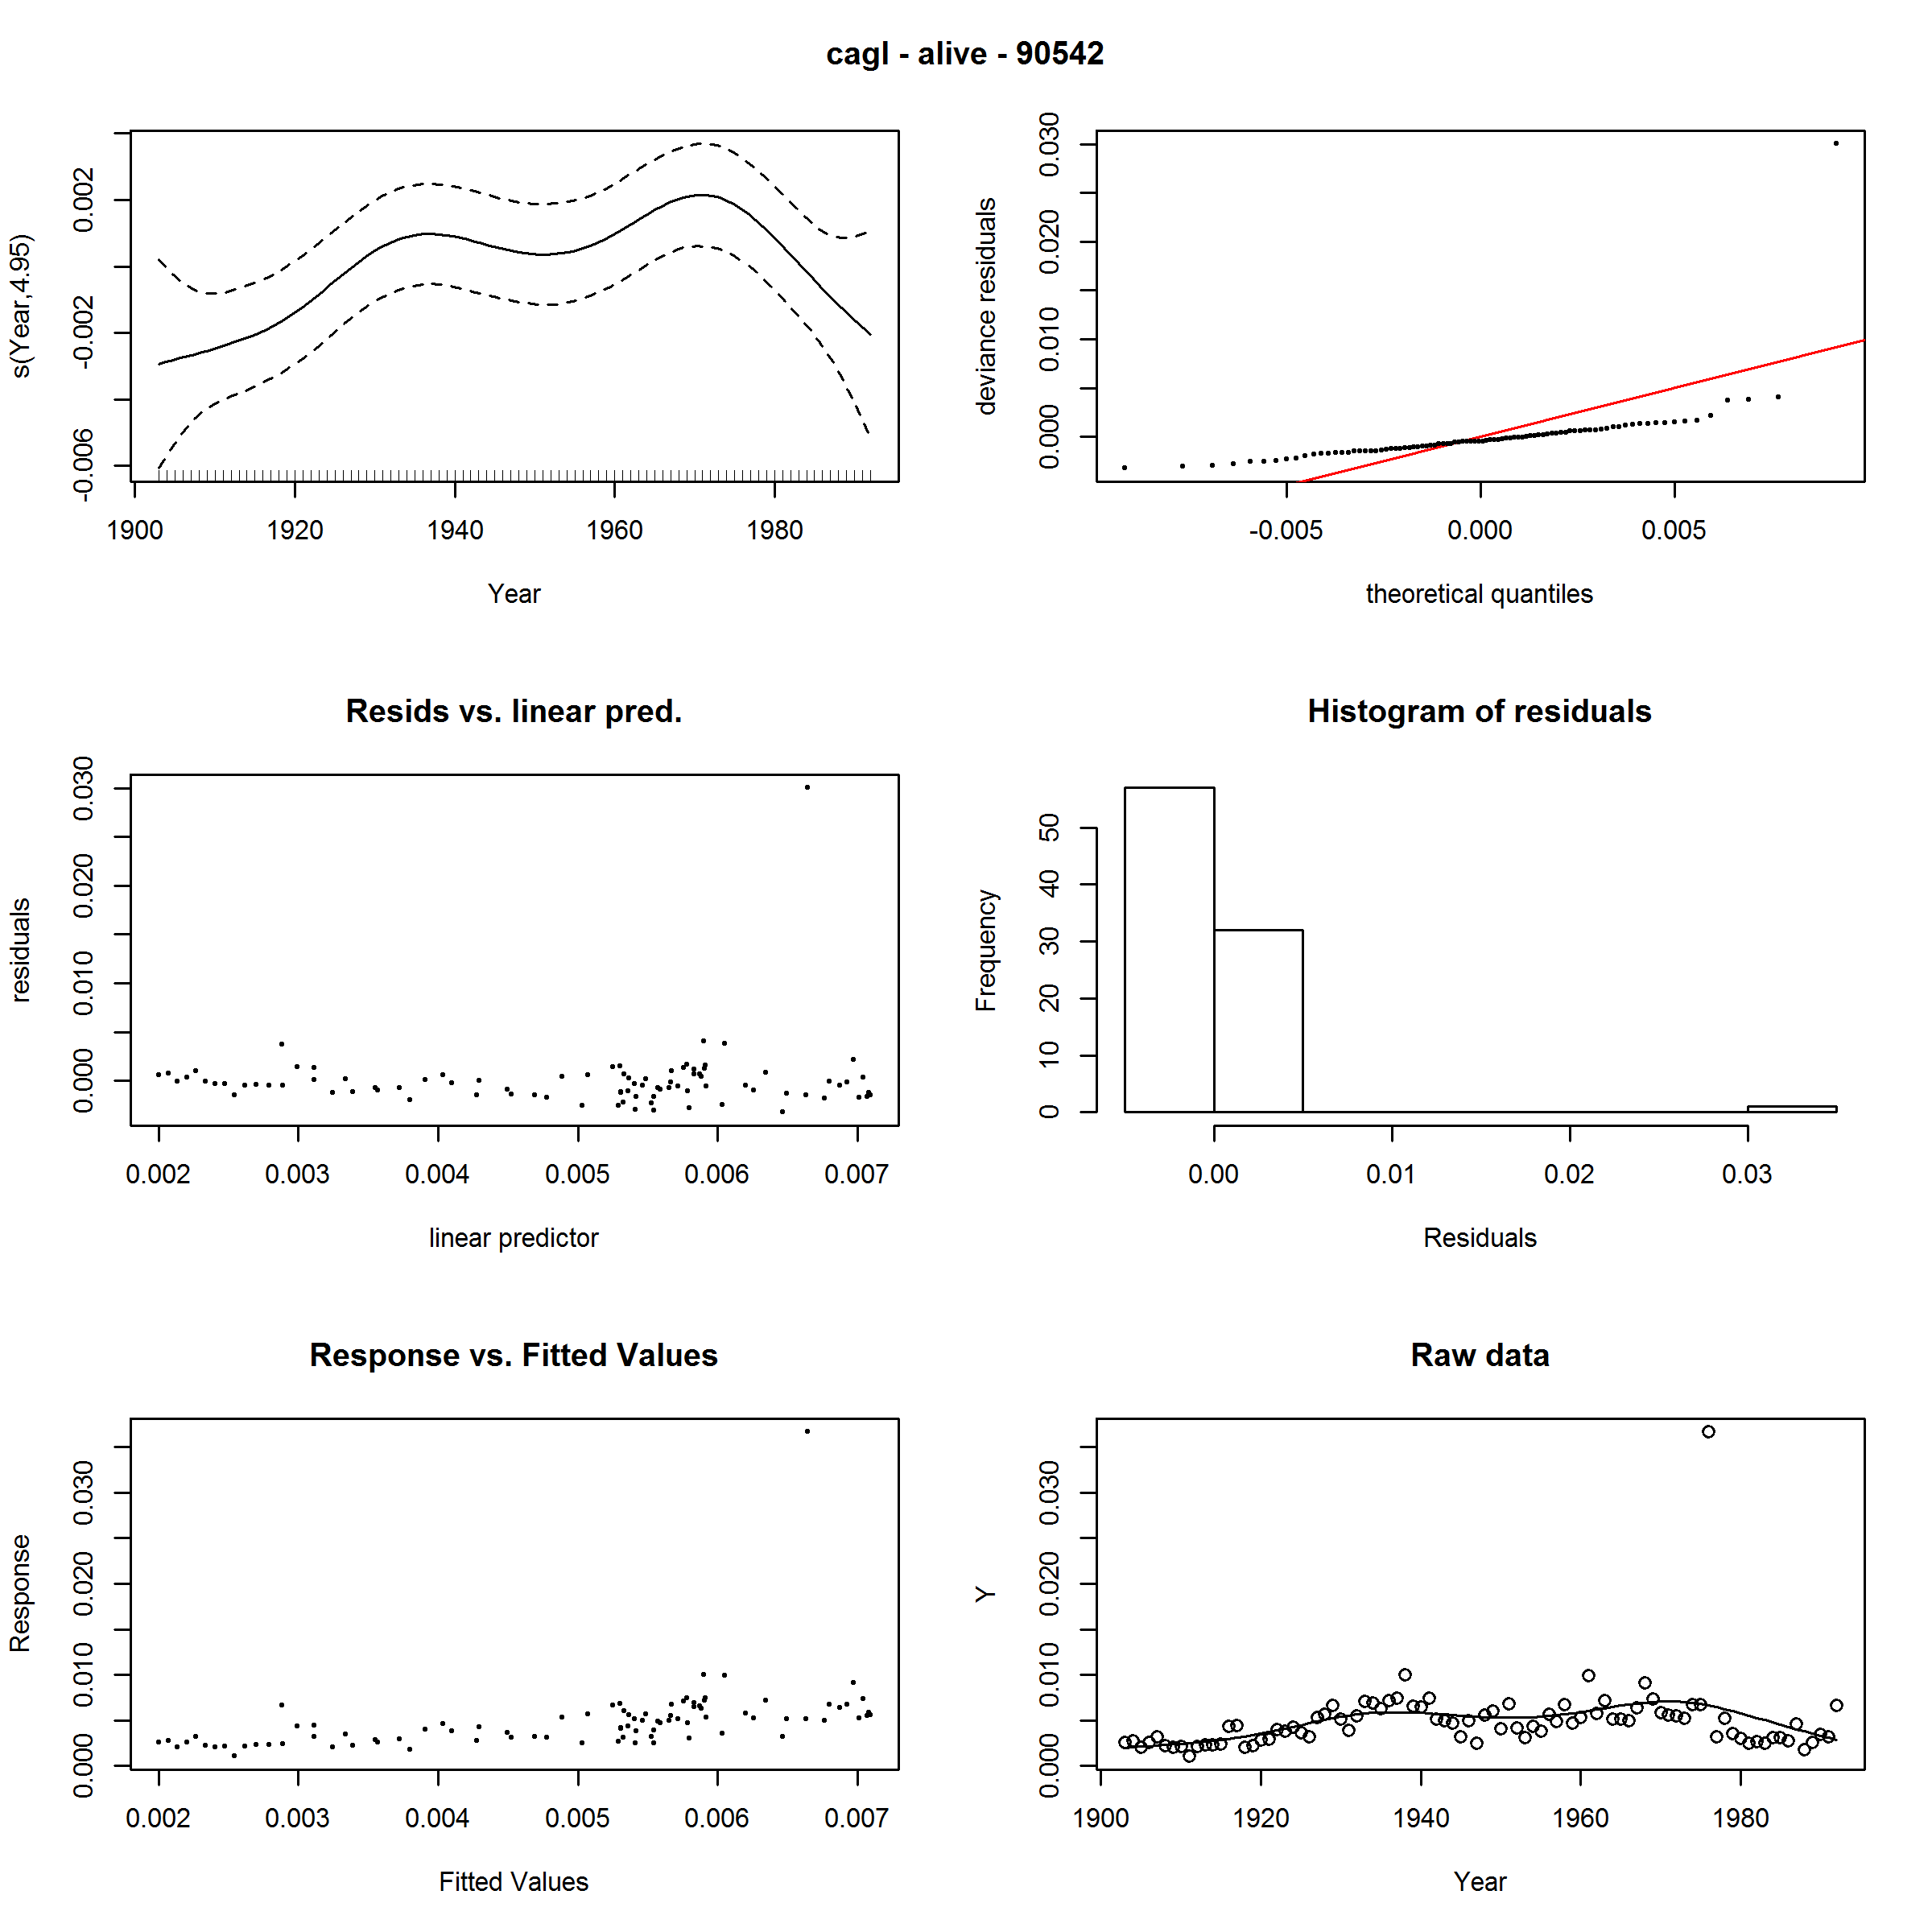 cagl - alive - 90542
s(Year,4.95)
0.002
-0.002
-0.006
1900 1920 1940 1960 1980
Year
deviance residuals
0.030
0.020
0.010
0.000
-0.005 0.000 0.005
theoretical quantiles
Resids vs. linear pred.
residuals
0.030
0.020
0.010
0.000
0.002 0.003 0.004 0.005 0.006 0.007
linear predictor
Histogram of residuals
Frequency
50
40
30
20
10
0
0.00 0.01 0.02 0.03
Residuals
Response vs. Fitted Values
Response
0.030
0.020
0.010
0.000
0.002 0.003 0.004 0.005 0.006 0.007
Fitted Values
Raw data
Y
0.030
0.020
0.010
0.000
1900 1920 1940 1960 1980
Year